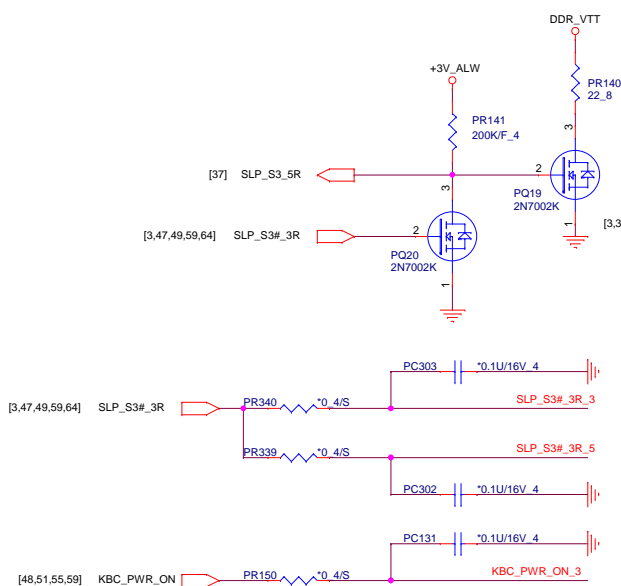 DDR_VTT
+3V_ALW
PR140
22_8
PR141
200K/F_4
3
[37] SLP_S3_5R
2
3
PQ19
2N7002K
1
[3,3
[3,47,49,59,64] SLP_S3#_3R
2
PQ20
2N7002K
1
PC303 *0.1U/16V_4
[3,47,49,59,64] SLP_S3#_3R
PR340 *0_4/S
SLP_S3#_3R_3
PR339 *0_4/S
SLP_S3#_3R_5
PC302 *0.1U/16V_4
PC131 *0.1U/16V_4
[48,51,55,59] KBC_PWR_ON
PR150 *0_4/S
KBC_PWR_ON_3